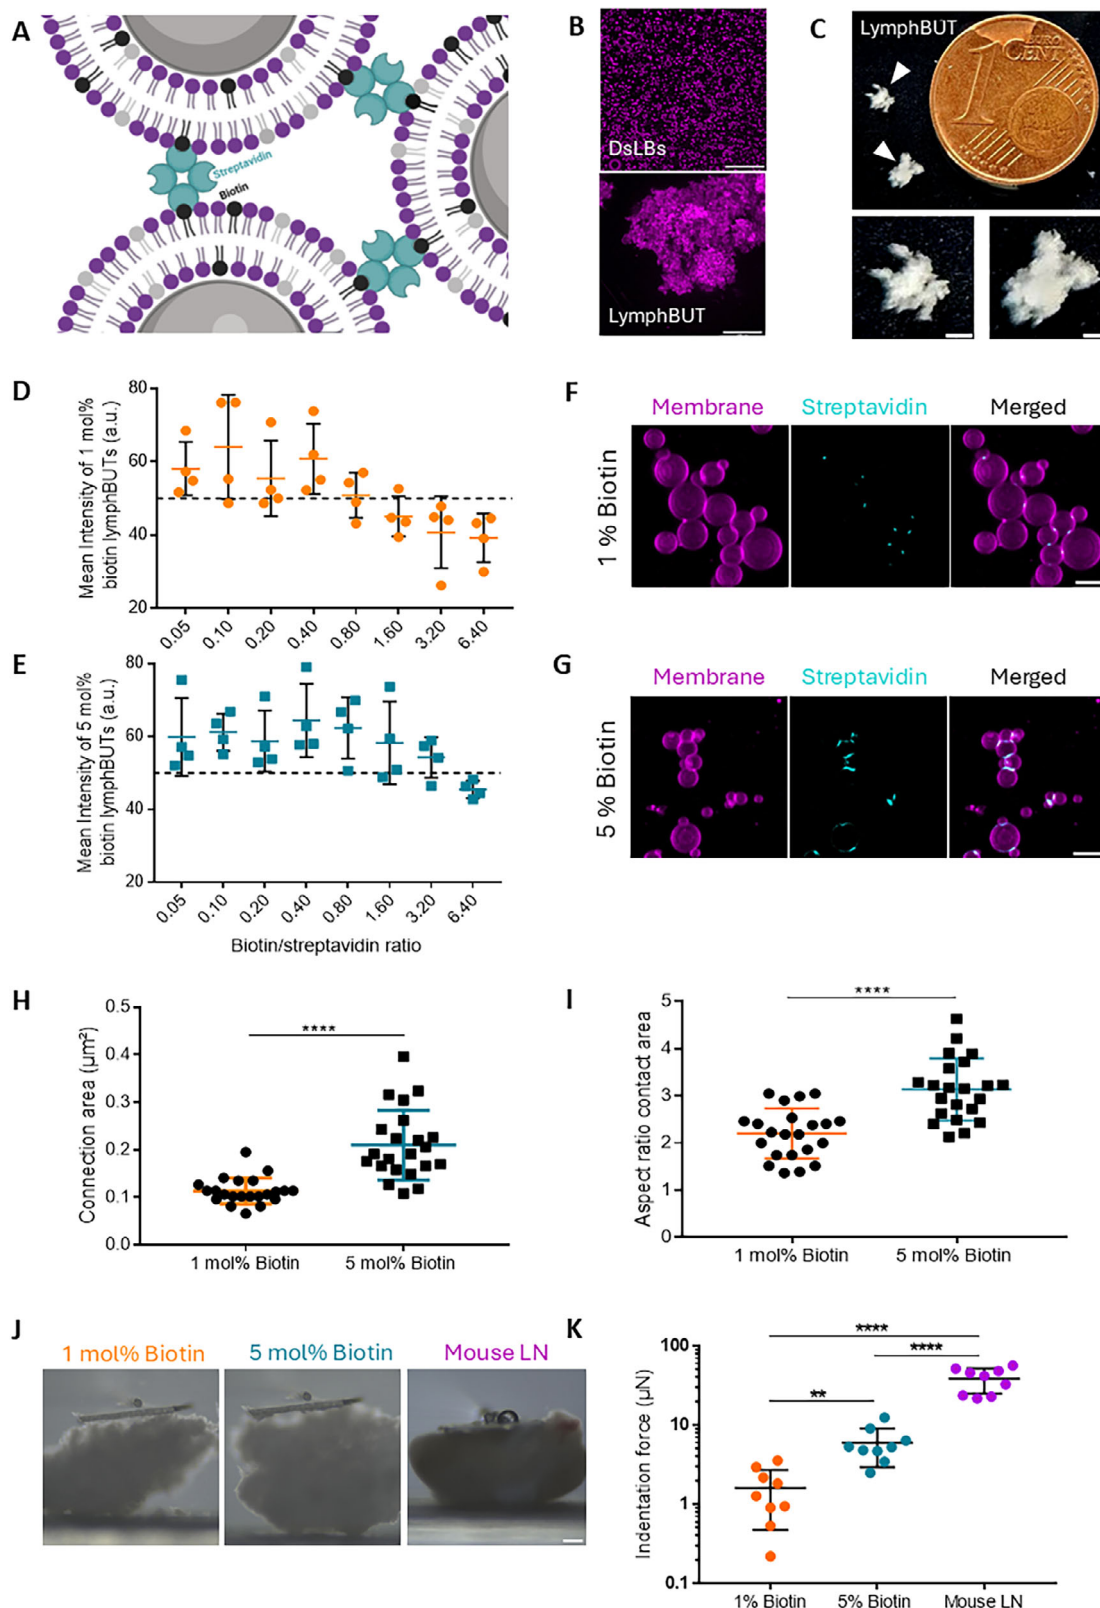 A
Streptavidin
Biotin
B
DsLBs
LymphBUT
C
LymphBUT
1
CENT
D
Mean Intensity of 1 mol%
biotin lymphBUTs (a.u.)
80
60
40
20
0.05
0.10
0.20
0.40
0.80
1.60
3.20
6.40
E
Mean Intensity of 5 mol%
biotin lymphBUTs (a.u.)
80
60
40
20
0.05
0.10
0.20
0.40
0.80
1.60
3.20
6.40
Biotin/streptavidin ratio
F
Membrane
Streptavidin
Merged
1 % Biotin
G
Membrane
Streptavidin
Merged
5 % Biotin
H
Connection area (µm²)
0.5
0.4
0.3
0.2
0.1
0.0
****
1 mol% Biotin
5 mol% Biotin
I
Aspect ratio contact area
5
4
3
2
1
0
****
1 mol% Biotin
5 mol% Biotin
J
1 mol% Biotin
5 mol% Biotin
Mouse LN
K
Indentation force (µN)
100
10
1
0.1
****
****
**
1% Biotin
5% Biotin
Mouse LN